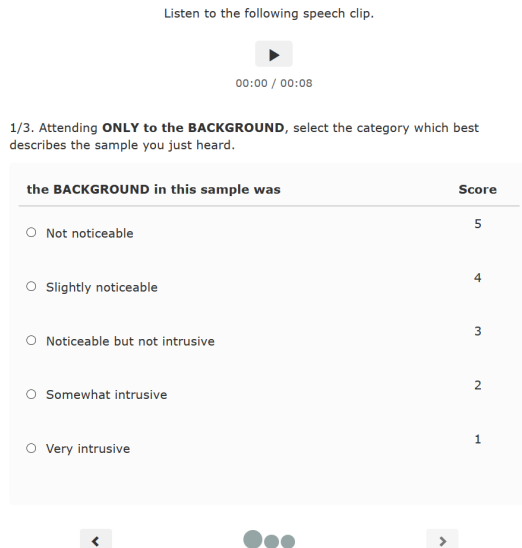 Listen to the following speech clip.
00:00 / 00:08
1/3. Attending ONLY to the BACKGROUND, select the category which best
describes the sample you just heard.
the BACKGROUND in this sample was Score
Not noticeable 5
Slightly noticeable 4
Noticeable but not intrusive 3
Somewhat intrusive 2
Very intrusive 1